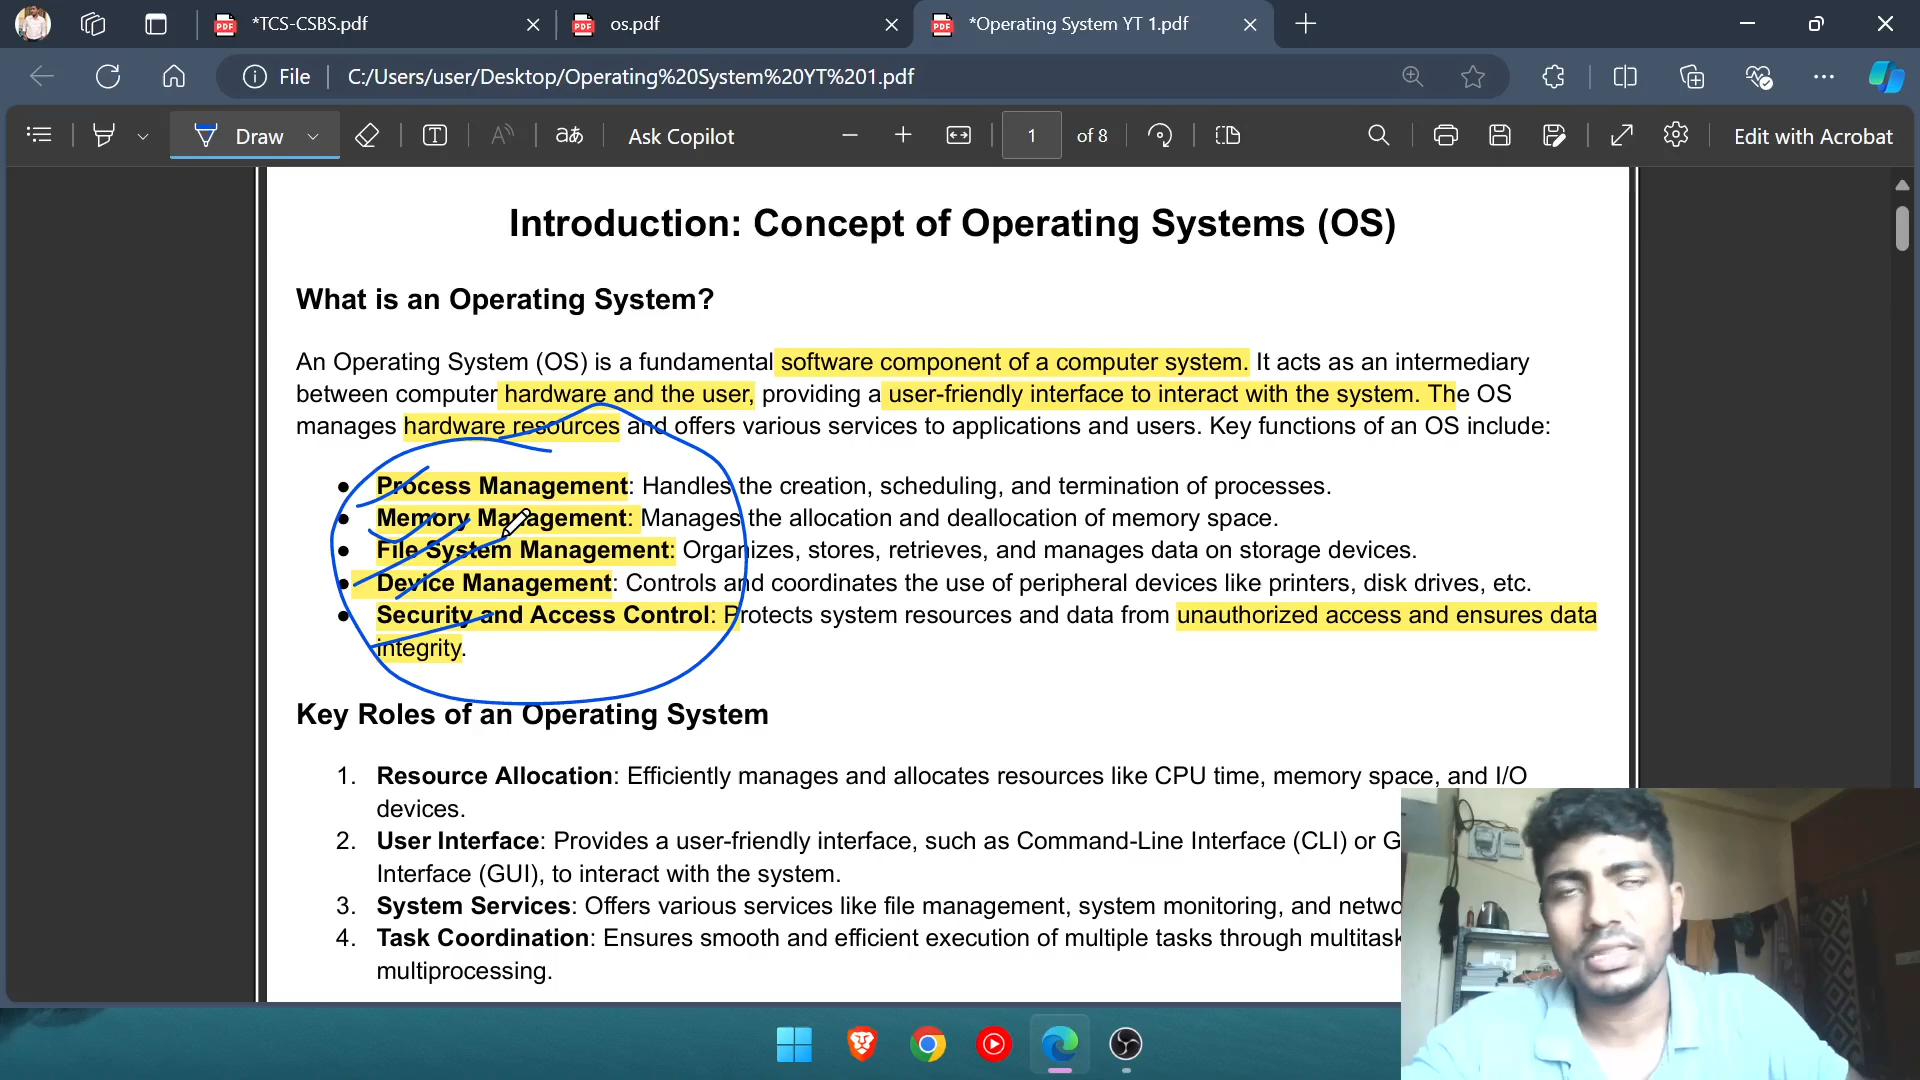 *TCS-CSBS.pdf
os.pdf
*Operating System YT 1.pdf
File
C:/Users/user/Desktop/Operating%20System%20YT%201.pdf
Draw
Ask Copilot
1
of 8
Edit with Acrobat
Introduction: Concept of Operating Systems (OS)
What is an Operating System?
An Operating System (OS) is a fundamental software component of a computer system. It acts as an intermediary
between computer hardware and the user, providing a user-friendly interface to interact with the system. The OS
manages hardware resources and offers various services to applications and users. Key functions of an OS include:
● Process Management: Handles the creation, scheduling, and termination of processes.
● Memory Management: Manages the allocation and deallocation of memory space.
● File System Management: Organizes, stores, retrieves, and manages data on storage devices.
● Device Management: Controls and coordinates the use of peripheral devices like printers, disk drives, etc.
● Security and Access Control: Protects system resources and data from unauthorized access and ensures data
integrity.
Key Roles of an Operating System
1. Resource Allocation: Efficiently manages and allocates resources like CPU time, memory space, and I/O
devices.
2. User Interface: Provides a user-friendly interface, such as Command-Line Interface (CLI) or G
Interface (GUI), to interact with the system.
3. System Services: Offers various services like file management, system monitoring, and netwo
4. Task Coordination: Ensures smooth and efficient execution of multiple tasks through multitask
multiprocessing.